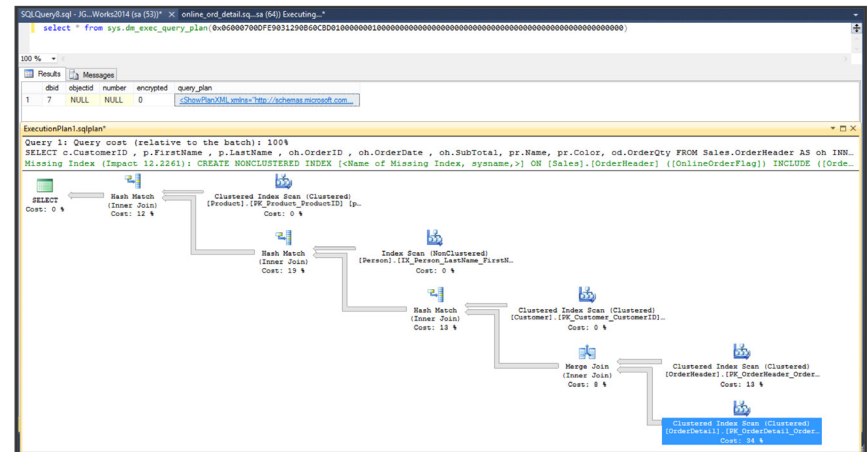 SQLQuery8.sql - JG...Works2014 (sa (53))* × online_ord_detail.sq...sa (64)) Executing...*
select * from sys.dm_exec_query_plan(
100 %
Results Messages
dbid objectid number encrypted query_plan
1 7 NULL NULL 0 <ShowPlanXML xmlns="http://schemas.microsoft.com...
ExecutionPlan1.sqlplan*
Query 1: Query cost (relative to the batch): 100%
SELECT c.CustomerID , p.FirstName , p.LastName , oh.OrderID , oh.OrderDate , oh.SubTotal, pr.Name, pr.Color, od.OrderQty FROM Sales.OrderHeader AS oh INN...
Missing Index (Impact 12.2261): CREATE NONCLUSTERED INDEX [<Name of Missing Index, sysname,>] ON [Sales].[OrderHeader] ([OnlineOrderFlag]) INCLUDE ([Orde...
SELECT
Cost: 0 %
Hash Match
(Inner Join)
Cost: 12 %
Clustered Index Scan (Clustered)
[Product].[PK_Product_ProductID] [p...
Cost: 0 %
Hash Match
(Inner Join)
Cost: 19 %
Index Scan (NonClustered)
[Person].[IX_Person_LastName_FirstN...
Cost: 0 %
Hash Match
(Inner Join)
Cost: 13 %
Clustered Index Scan (Clustered)
[Customer].[PK_Customer_CustomerID]...
Cost: 0 %
Merge Join
(Inner Join)
Cost: 8 %
Clustered Index Scan (Clustered)
[OrderHeader].[PK_OrderHeader_Order...
Cost: 13 %
Clustered Index Scan (Clustered)
[OrderDetail].[PK_OrderDetail_Order...
Cost: 34 %